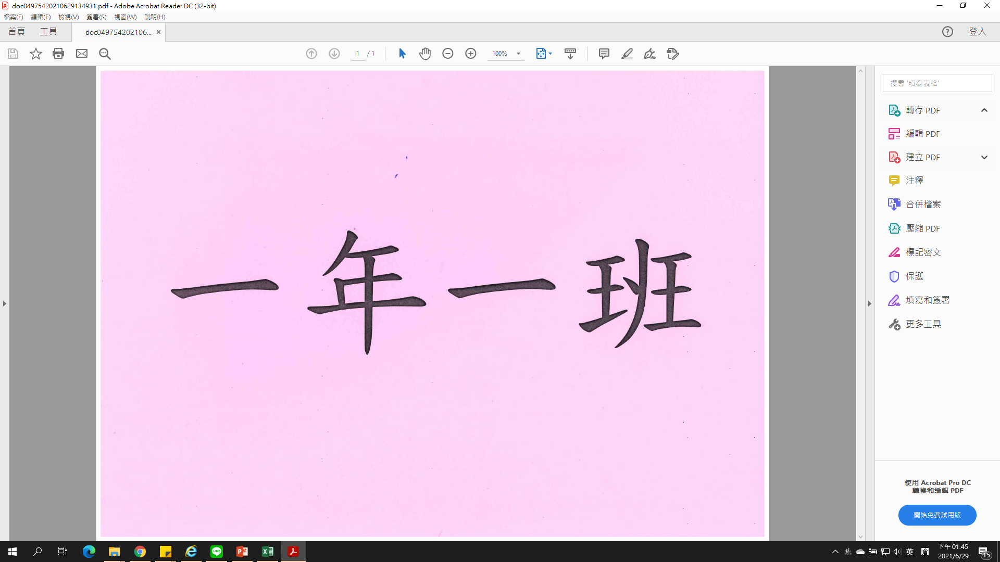 doc04975420210629134931.pdf - Adobe Acrobat Reader DC (32-bit)
檔案(F) 編輯(E) 檢視(V) 簽署(S) 視窗(W) 說明(H)
首頁 工具 doc049754202106... × ? 登入
1 / 1 100%
搜尋 '填寫表格'
轉存 PDF
編輯 PDF
建立 PDF
注釋
合併檔案
壓縮 PDF
標記密文
保護
填寫和簽署
更多工具
一年一班
使用 Acrobat Pro DC
轉換和編輯 PDF
開始免費試用版
英 倉 下午 01:45
2021/6/29 15